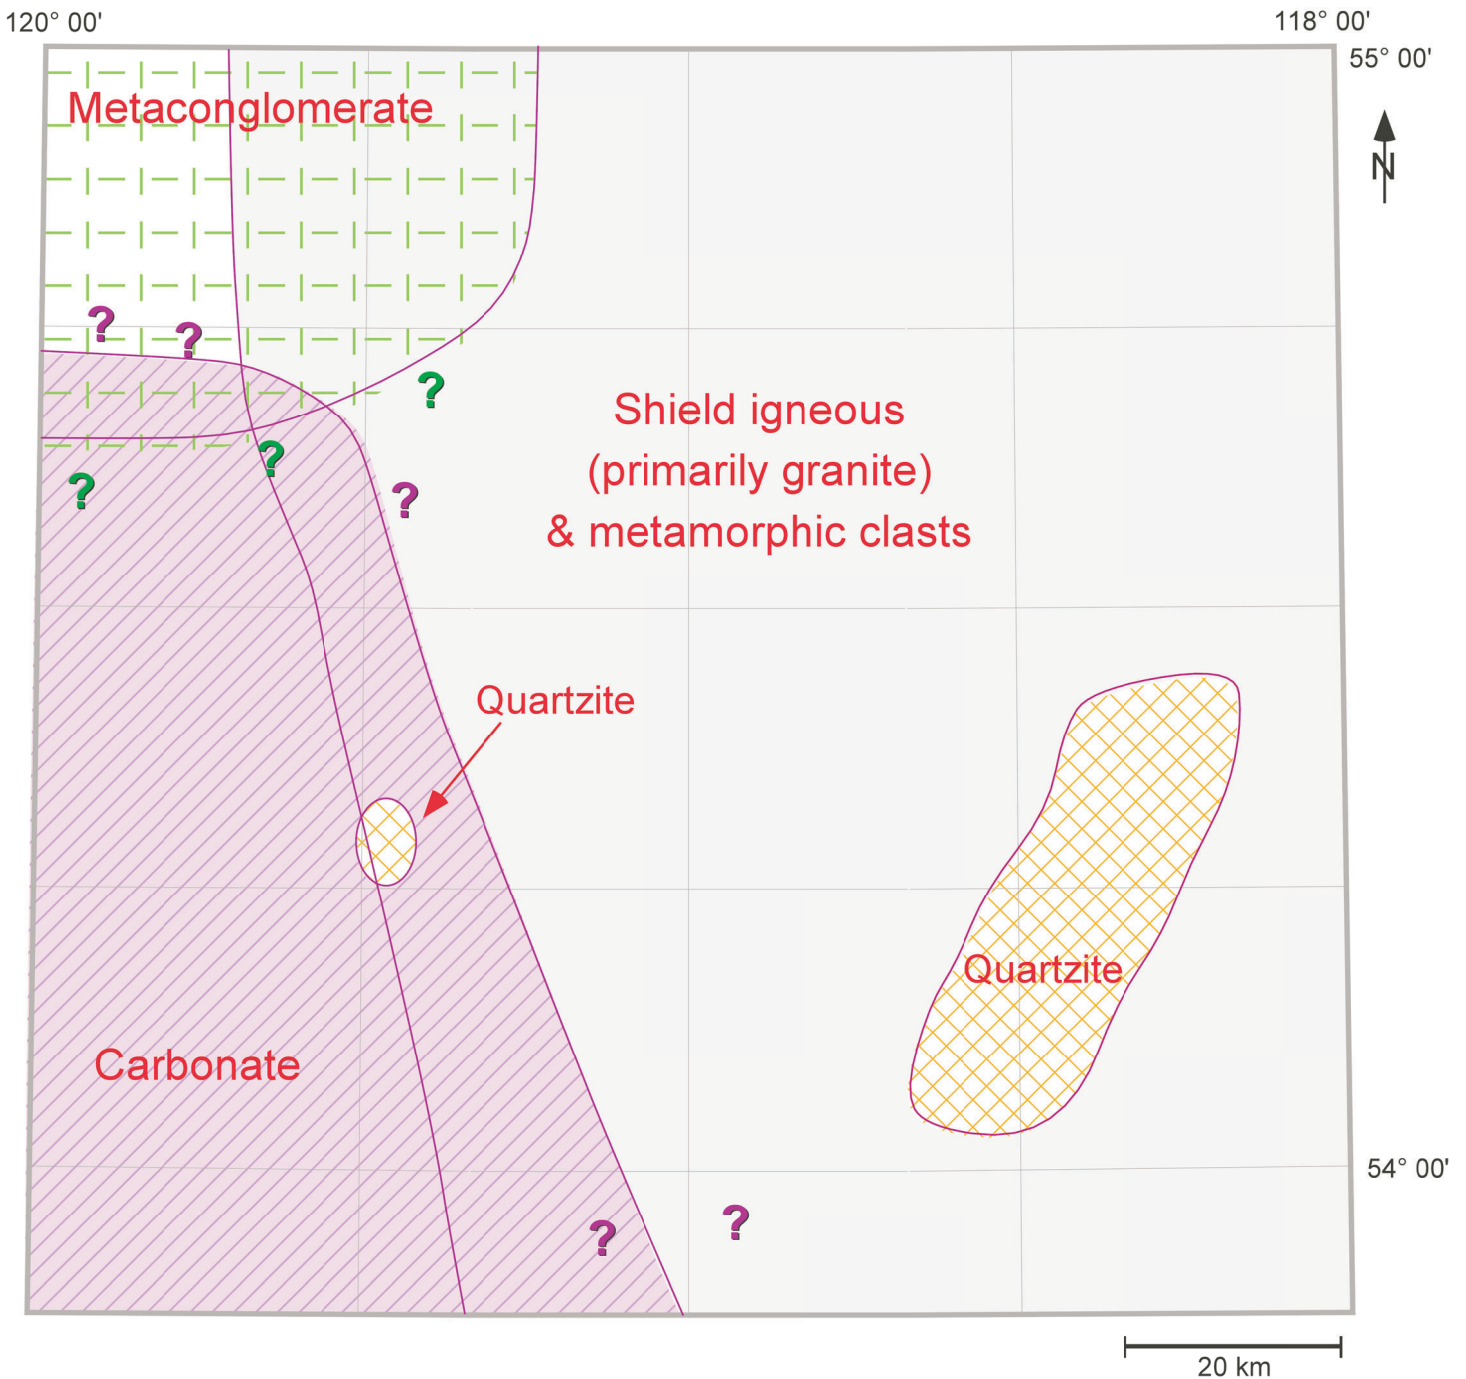 120° 00'
118° 00'
55° 00'
Metaconglomerate
N
?
?
?
Shield igneous
(primarily granite)
& metamorphic clasts
?
?
?
Quartzite
Quartzite
Carbonate
54° 00'
?
?
20 km